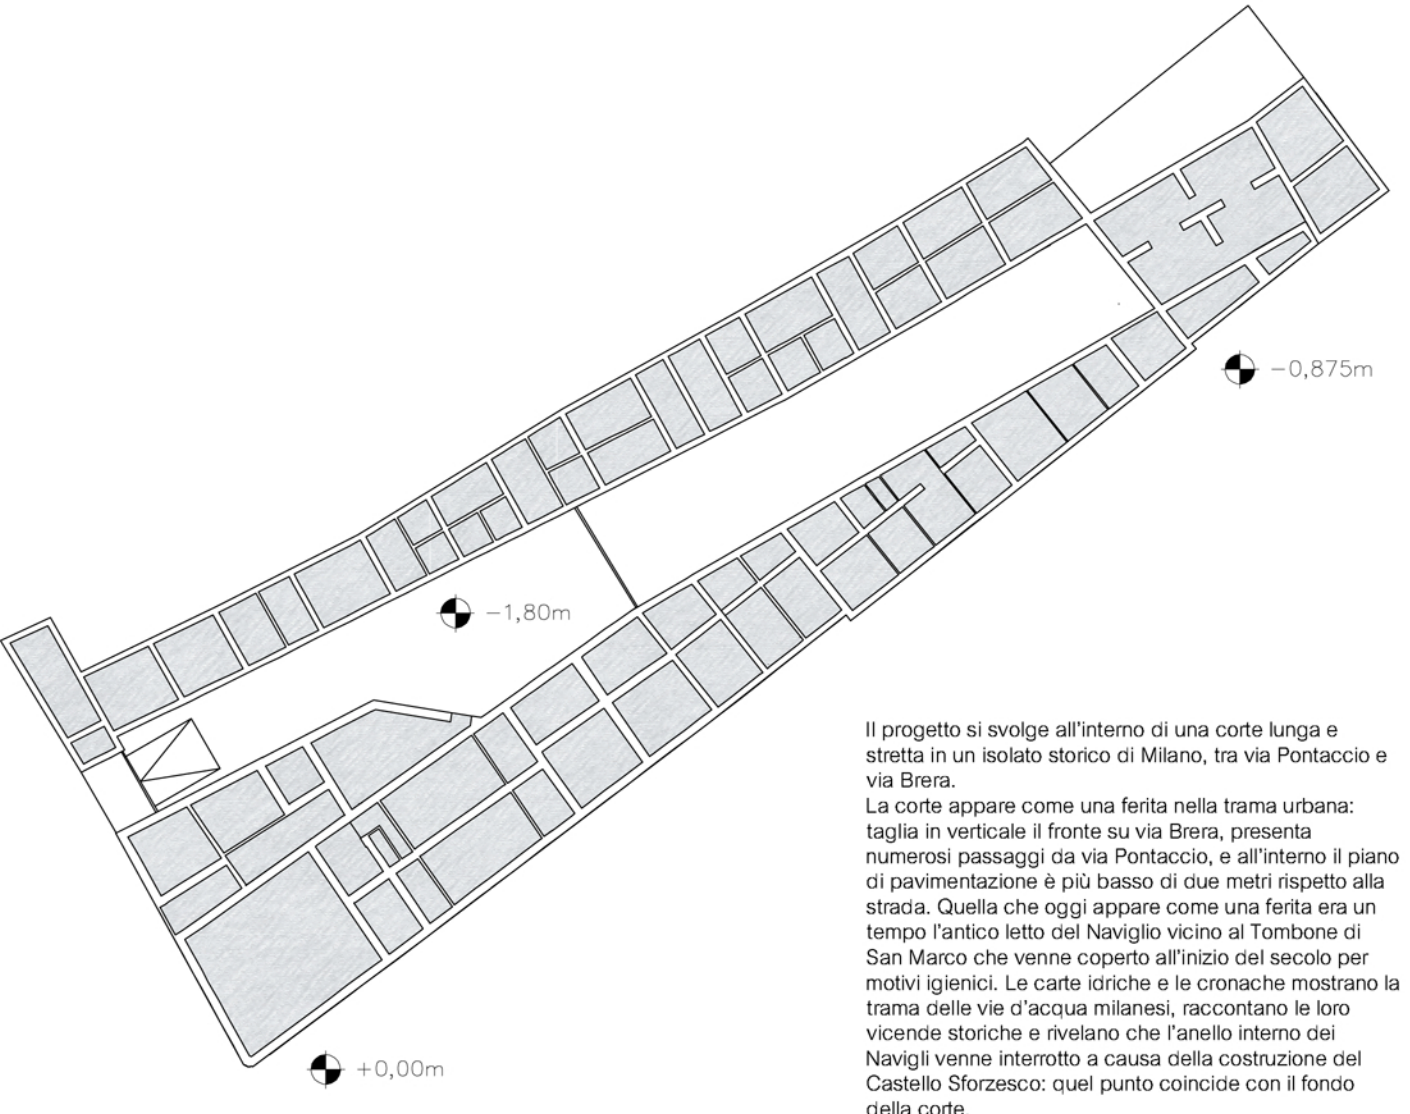 −0,875m
−1,80m
Il progetto si svolge all'interno di una corte lunga e
stretta in un isolato storico di Milano, tra via Pontaccio e
via Brera.
La corte appare come una ferita nella trama urbana:
taglia in verticale il fronte su via Brera, presenta
numerosi passaggi da via Pontaccio, e all'interno il piano
di pavimentazione è più basso di due metri rispetto alla
strada. Quella che oggi appare come una ferita era un
tempo l'antico letto del Naviglio vicino al Tombone di
San Marco che venne coperto all'inizio del secolo per
motivi igienici. Le carte idriche e le cronache mostrano la
trama delle vie d'acqua milanesi, raccontano le loro
vicende storiche e rivelano che l'anello interno dei
Navigli venne interrotto a causa della costruzione del
Castello Sforzesco: quel punto coincide con il fondo
della corte.
+0,00m